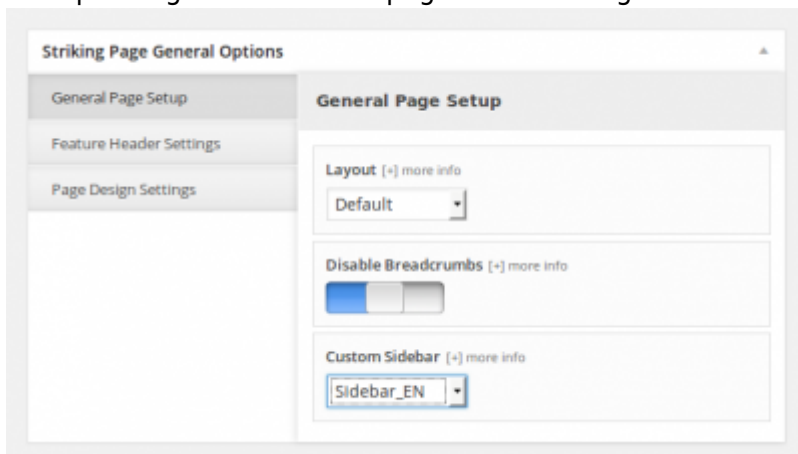 Striking Page General Options
General Page Setup
Feature Header Settings
Page Design Settings
General Page Setup
Layout [+] more info
Default
Disable Breadcrumbs [+] more info
Custom Sidebar [+] more info
Sidebar_EN